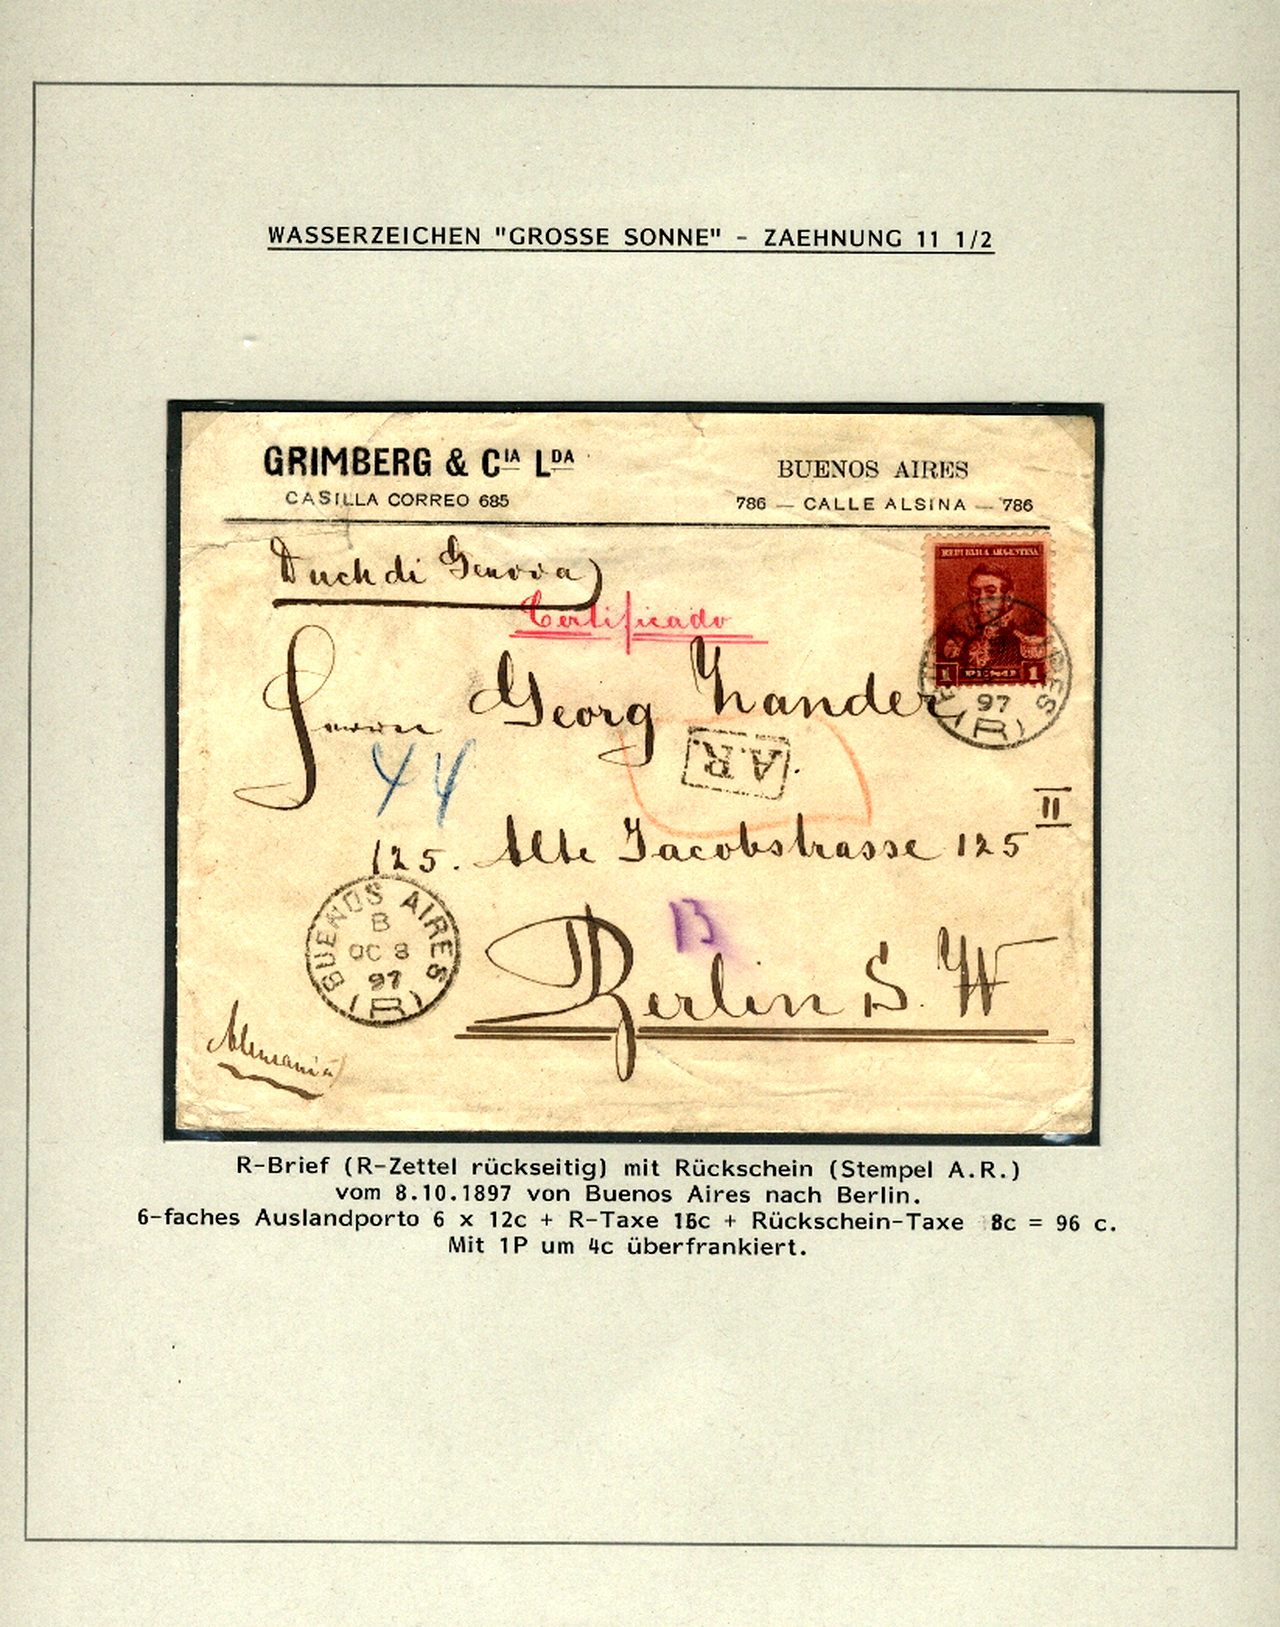 WASSERZEICHEN "GROSSE SONNE" - ZAEHNUNG 11 1/2
GRIMBERG & CIA LDA
CASILLA CORREO 685
BUENOS AIRES
786 — CALLE ALSINA — 786
Duch di Genova
Certificado
REPUBLICA ARGENTINA
1 1
97
(R)
Herrn Georg Zander
44
A.R.
II
125. Alte Jacobstrasse 125
BUENOS AIRES
B
OC 8
97
(R)
B
Berlin S. W
Alemania
R-Brief (R-Zettel rückseitig) mit Rückschein (Stempel A.R.)
vom 8.10.1897 von Buenos Aires nach Berlin.
6-faches Auslandporto 6 x 12c + R-Taxe 16c + Rückschein-Taxe 8c = 96 c.
Mit 1P um 4c überfrankiert.